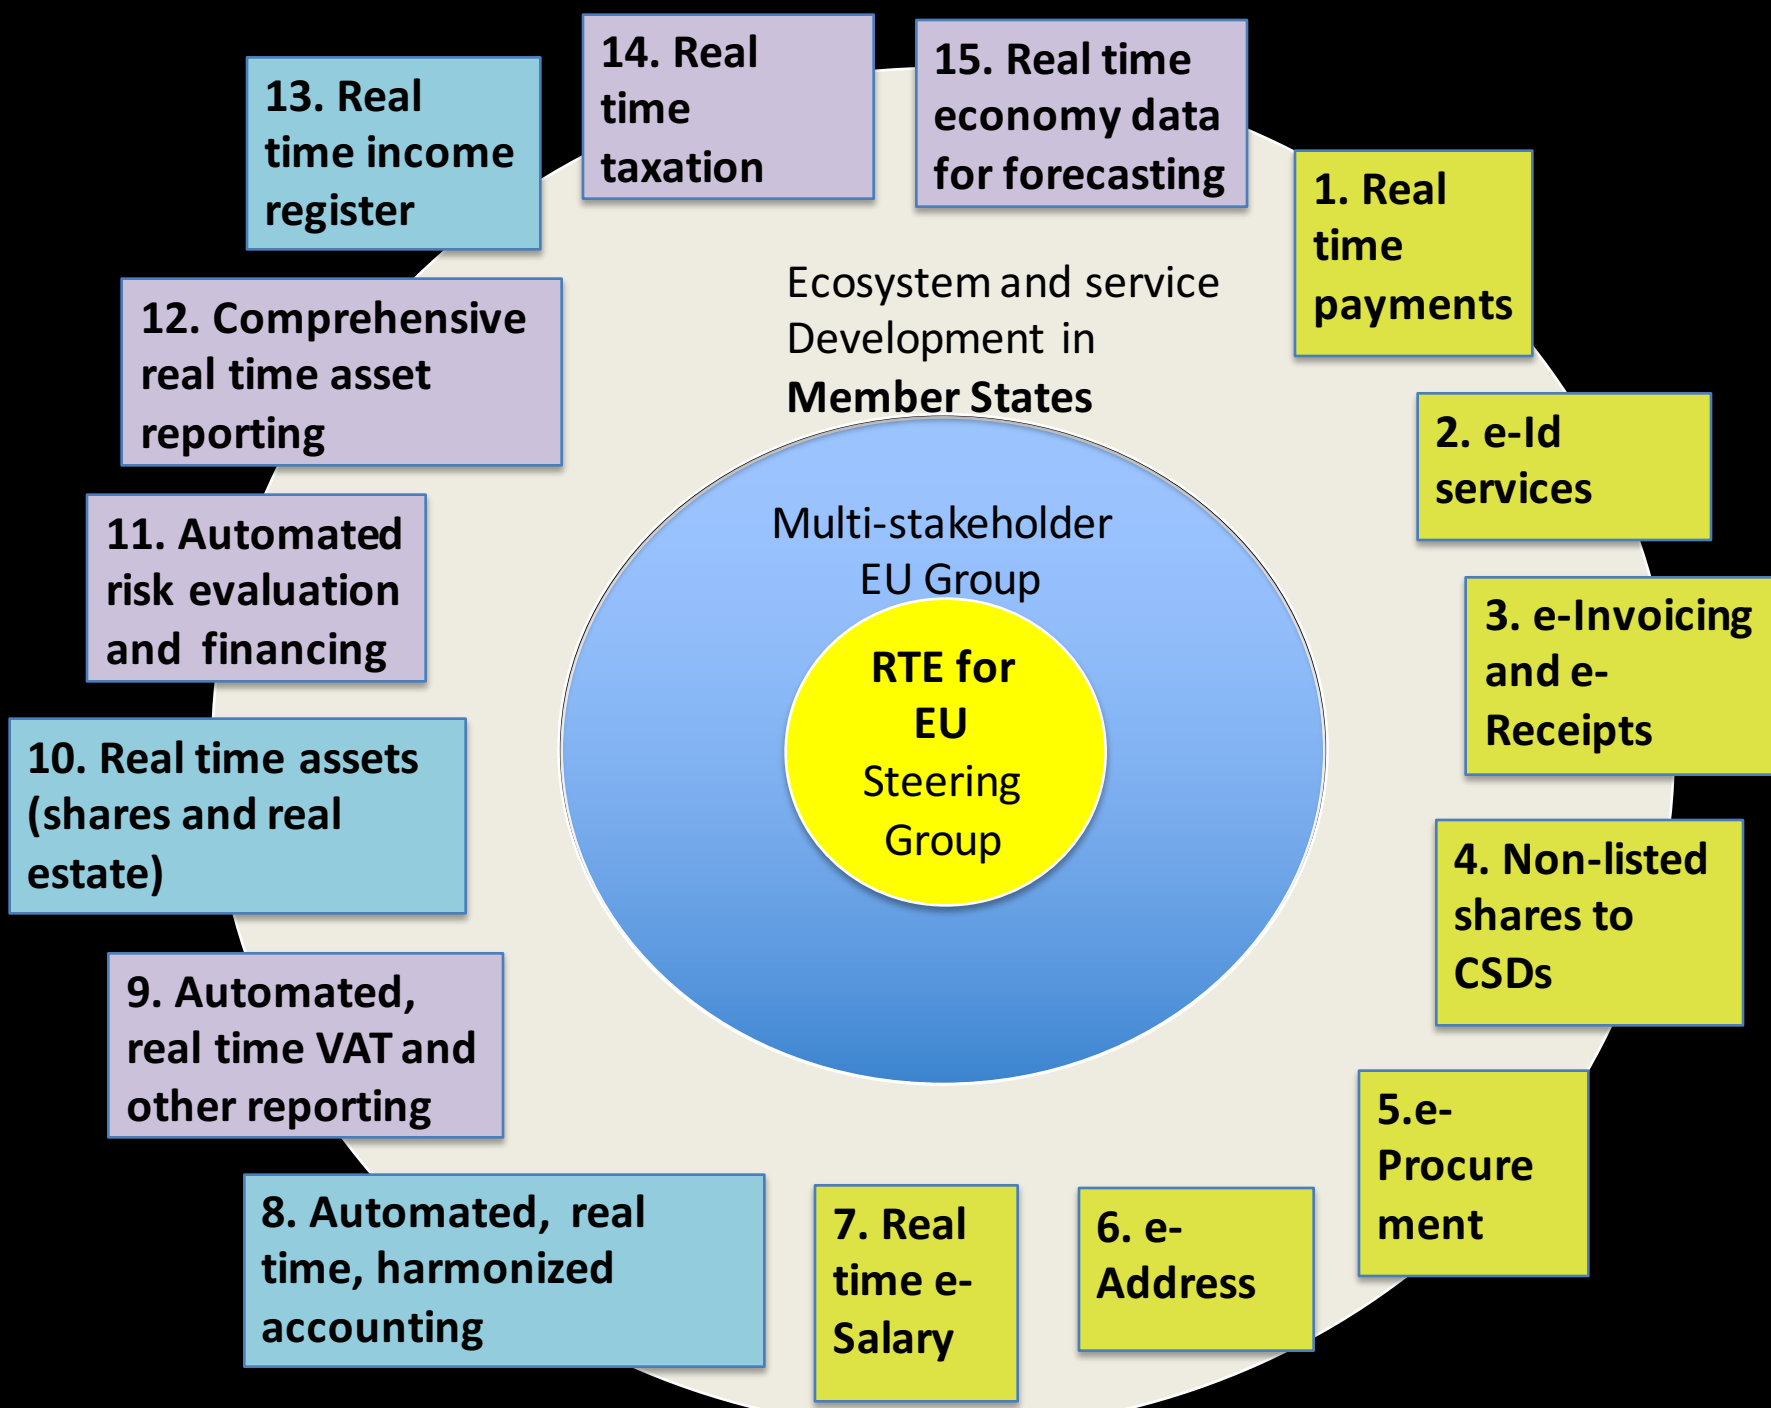 14. Real
time
taxation
15. Real time
economy data
for forecasting
13. Real
time income
register
1. Real
time
payments
Ecosystem and service
Development in
Member States
12. Comprehensive
real time asset
reporting
2. e-Id
services
Multi-stakeholder
EU Group
11. Automated
risk evaluation
and financing
3. e-Invoicing
and e-
Receipts
RTE for
EU
Steering
Group
10. Real time assets
(shares and real
estate)
4. Non-listed
shares to
CSDs
9. Automated,
real time VAT and
other reporting
5.e-
Procure
ment
8. Automated, real
time, harmonized
accounting
7. Real
time e-
Salary
6. e-
Address